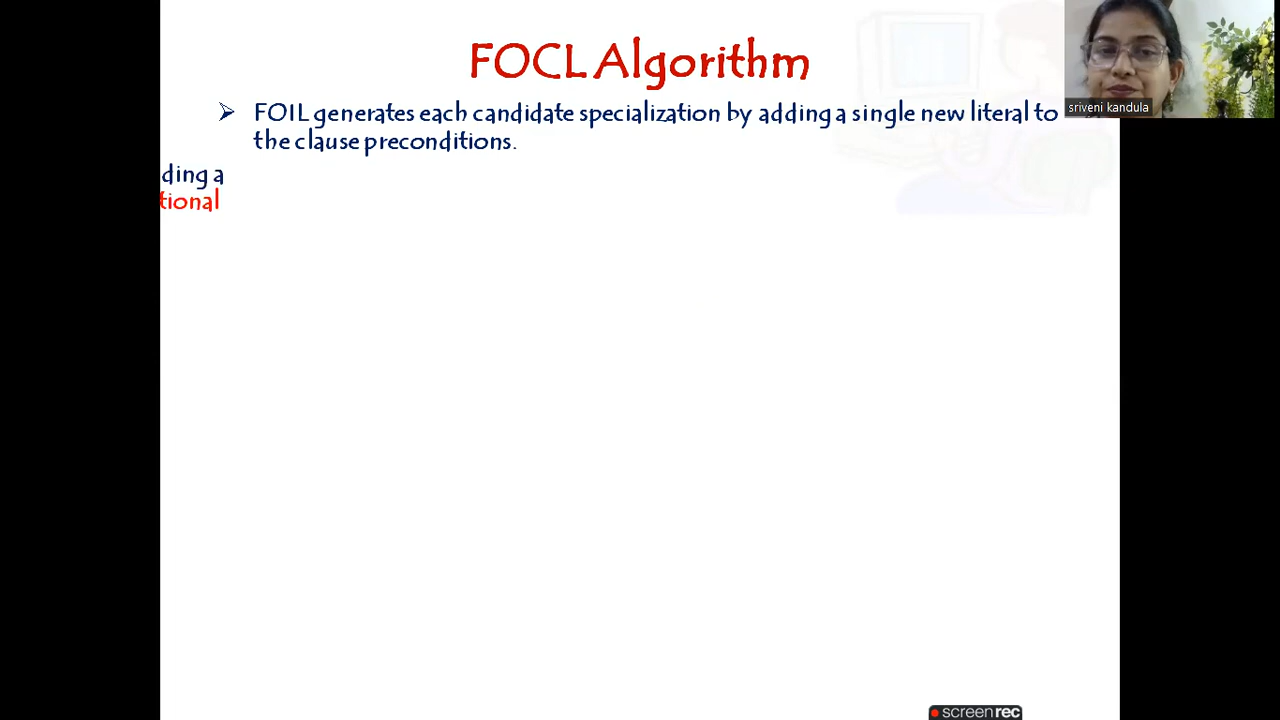 FOCL Algorithm
➢ FOIL generates each candidate specialization by adding a single new literal to
the clause preconditions.
ding a
tional
sriveni kandula
screenrec